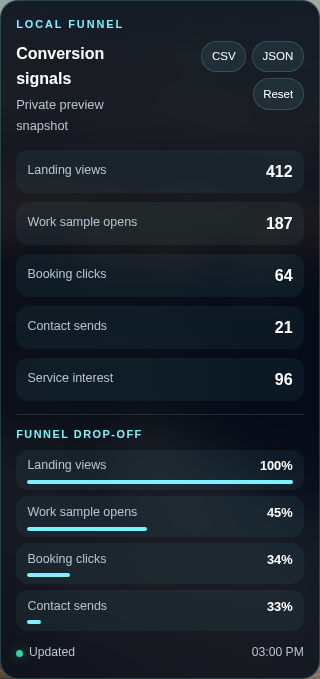 LOCAL FUNNEL
Conversion
signals
CSV
JSON
Reset
Private preview
snapshot
Landing views 412
Work sample opens 187
Booking clicks 64
Contact sends 21
Service interest 96
FUNNEL DROP-OFF
Landing views 100%
Work sample opens 45%
Booking clicks 34%
Contact sends 33%
Updated 03:00 PM